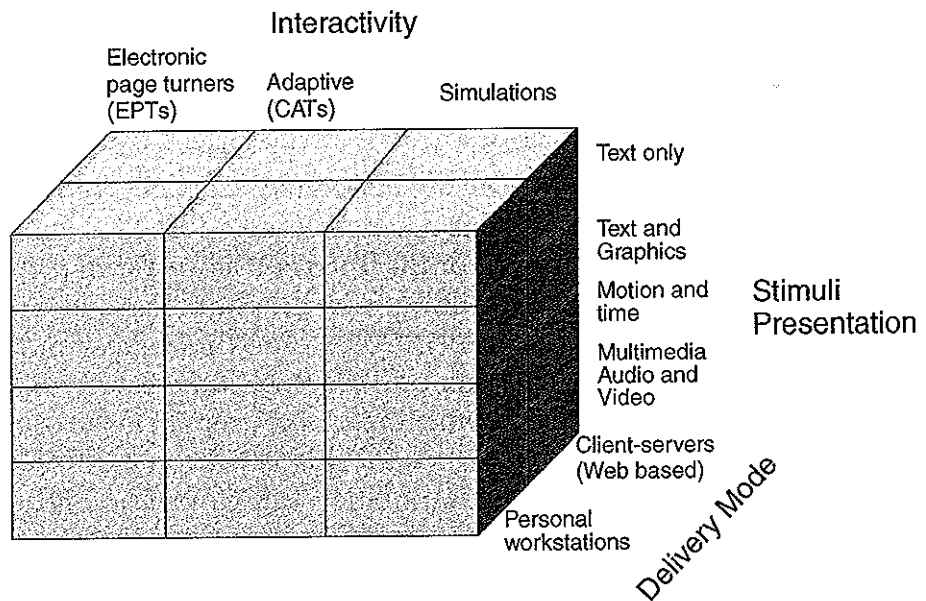 Interactivity
Electronic
page turners
(EPTs)
Adaptive
(CATs)
Simulations
Text only
Text and
Graphics
Motion and
time
Multimedia
Audio and
Video
Stimuli
Presentation
Client-servers
(Web based)
Personal
workstations
Delivery Mode